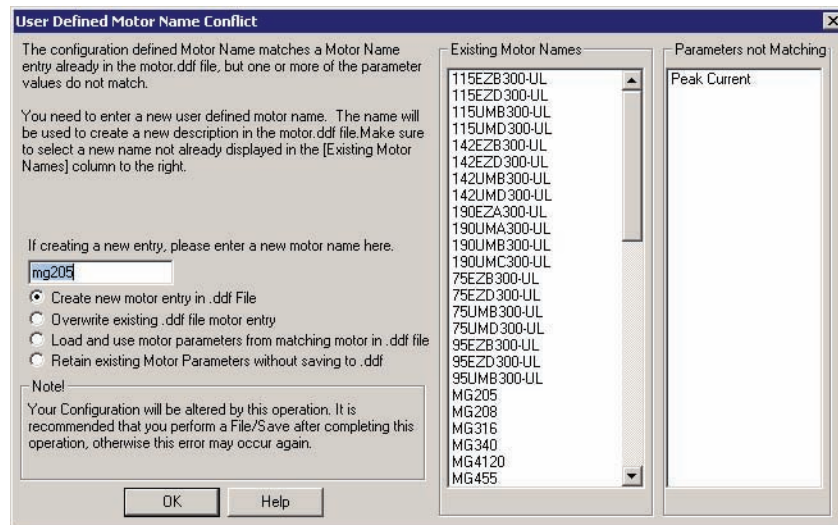 User Defined Motor Name Conflict
The configuration defined Motor Name matches a Motor Name
entry already in the motor.ddf file, but one or more of the parameter
values do not match.
You need to enter a new user defined motor name. The name will
be used to create a new description in the motor.ddf file.Make sure
to select a new name not already displayed in the [Existing Motor
Names] column to the right.
If creating a new entry, please enter a new motor name here.
mg205
Create new motor entry in .ddf File
Overwrite existing .ddf file motor entry
Load and use motor parameters from matching motor in .ddf file
Retain existing Motor Parameters without saving to .ddf
Note!
Your Configuration will be altered by this operation. It is
recommended that you perform a File/Save after completing this
operation, otherwise this error may occur again.
OK
Help
Existing Motor Names
115EZB300-UL
115EZD300-UL
115UMB300-UL
115UMD300-UL
142EZB300-UL
142EZD300-UL
142UMB300-UL
142UMD300-UL
190EZA300-UL
190UMA300-UL
190UMB300-UL
190UMC300-UL
75EZB300-UL
75EZD300-UL
75UMB300-UL
75UMD300-UL
95EZB300-UL
95EZD300-UL
95UMB300-UL
MG205
MG208
MG316
MG340
MG4120
MG455
Parameters not Matching
Peak Current